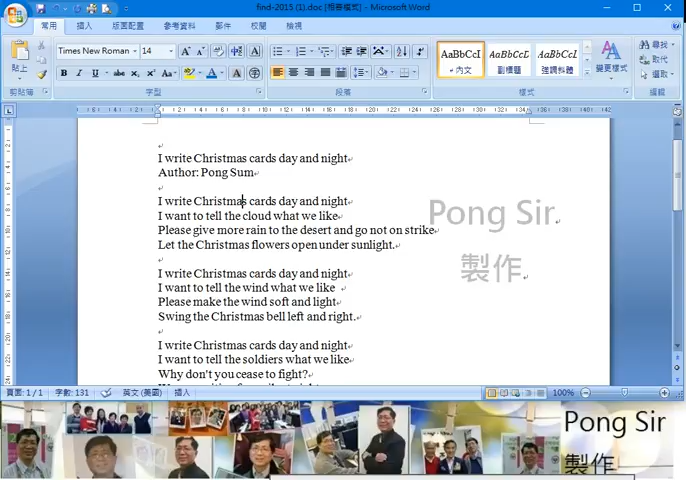 find-2015 (1).doc [相容模式] - Microsoft Word
常用 插入 版面配置 參考資料 郵件 校閱 檢視
貼上
Times New Roman 14
B I U abc x₂ x² Aa
AaBbCcI AaBbCcD AaBbCcI
內文 副標題 強調斜體
變更樣式
尋找
取代
選取
剪貼簿 字型 段落 樣式 編輯
I write Christmas cards day and night
Author: Pong Sum
I write Christmas cards day and night
I want to tell the cloud what we like
Please give more rain to the desert and go not on strike
Let the Christmas flowers open under sunlight.
I write Christmas cards day and night
I want to tell the wind what we like
Please make the wind soft and light
Swing the Christmas bell left and right.
I write Christmas cards day and night
I want to tell the soldiers what we like
Why don't you cease to fight?
Pong Sir
製作
頁面: 1 / 1 字數: 131 英文 (美國) 插入 100%
Pong Sir
製作